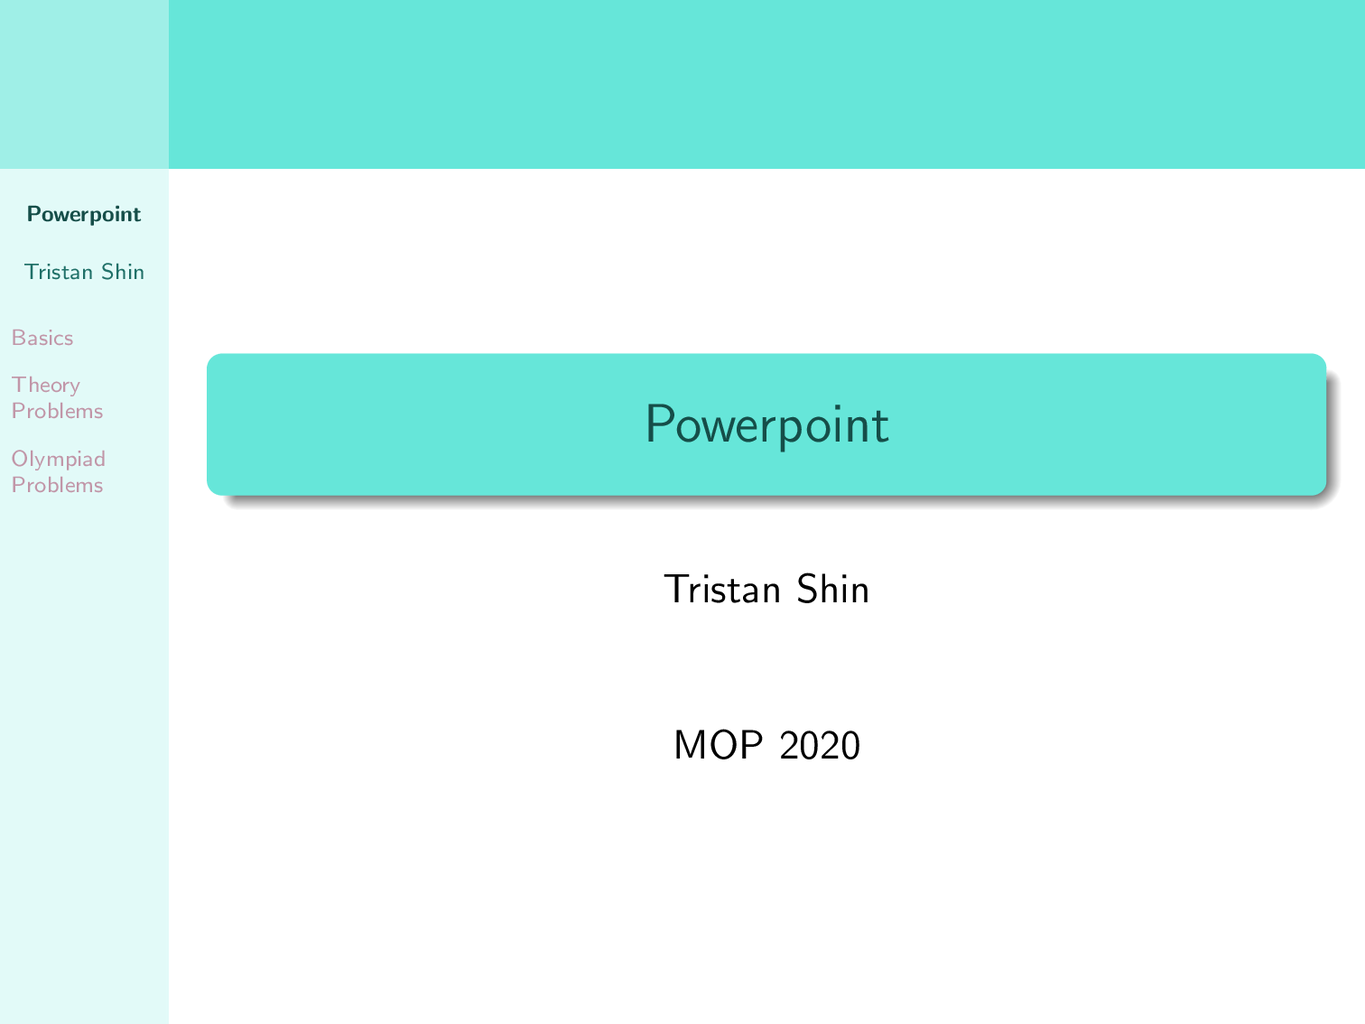 Powerpoint
Tristan Shin
Basics
Theory
Problems
Olympiad
Problems
Powerpoint
Tristan Shin
MOP 2020